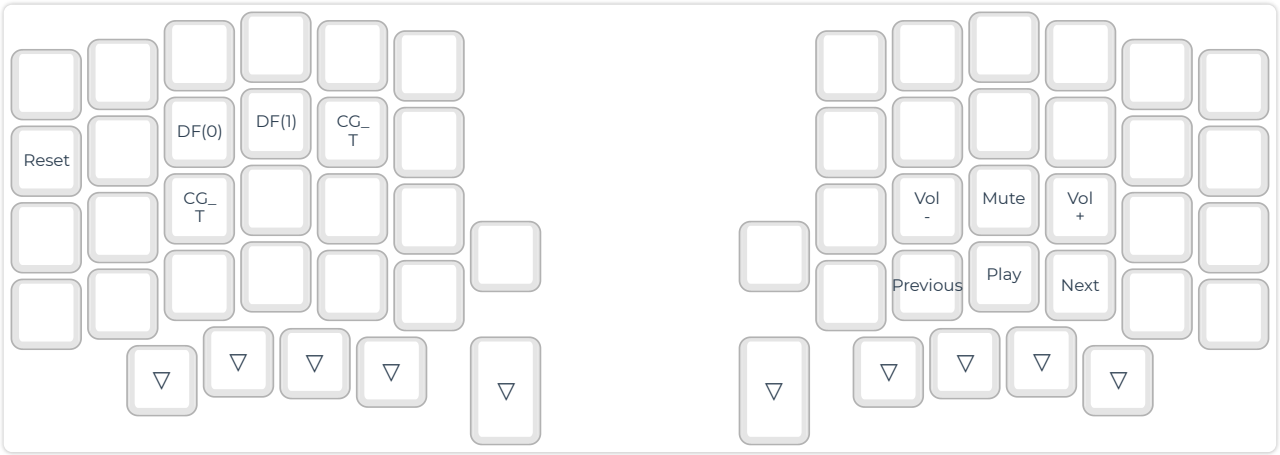 Reset
DF(0)
DF(1)
CG_
T
CG_
T
Vol
-
Mute
Vol
+
Previous
Play
Next
▽
▽
▽
▽
▽
▽
▽
▽
▽
▽